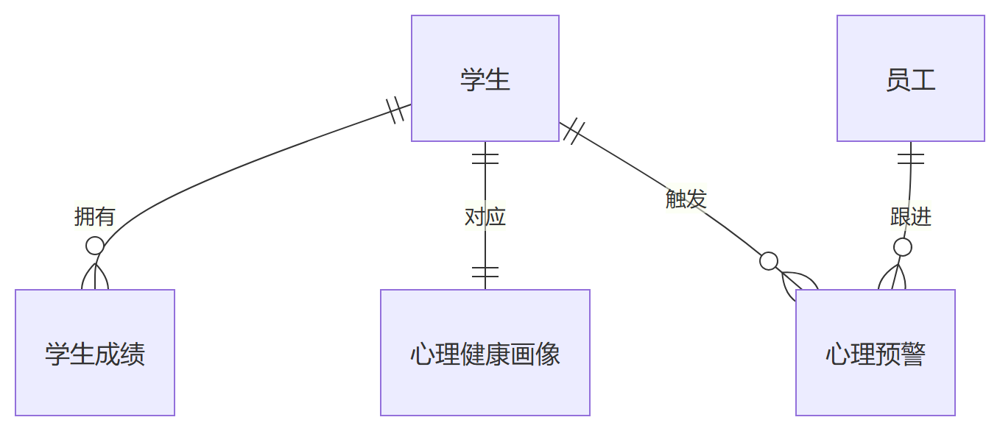 学生
员工
触发
拥有
对应
跟进
学生成绩
心理健康画像
心理预警